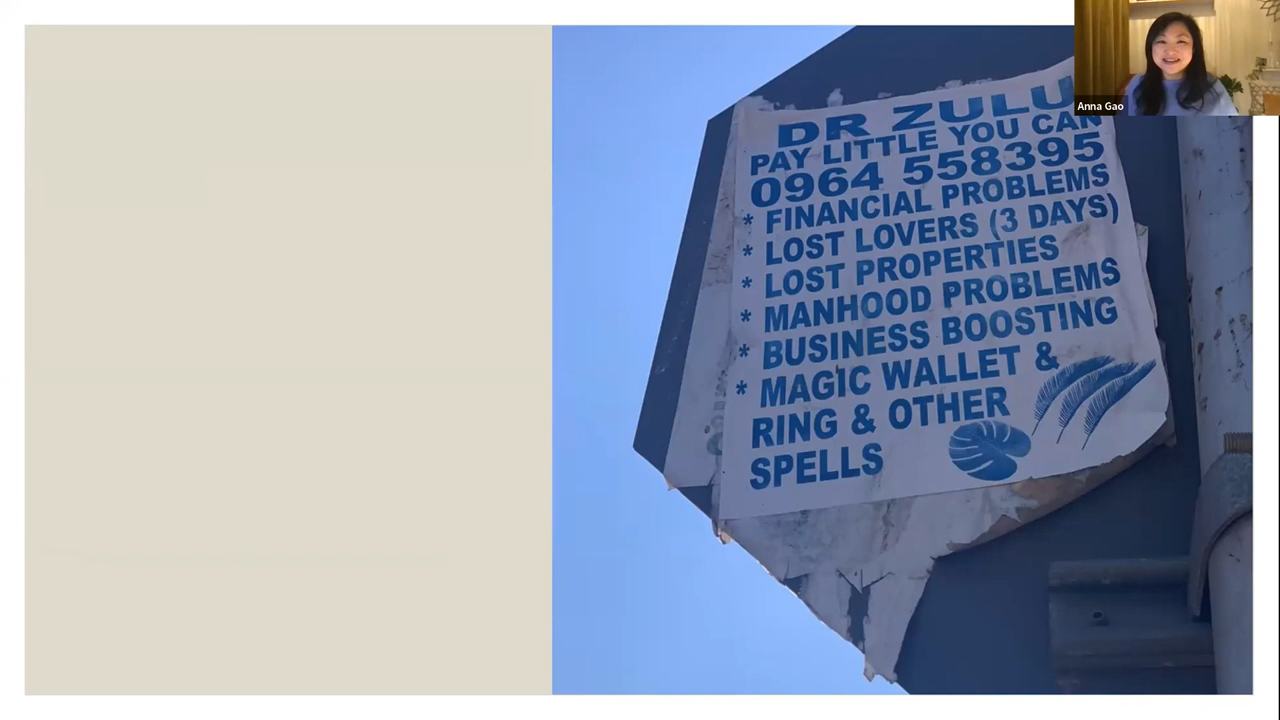 DR ZULU
PAY LITTLE YOU CAN
0964 558395
* FINANCIAL PROBLEMS
* LOST LOVERS (3 DAYS)
* LOST PROPERTIES
* MANHOOD PROBLEMS
* BUSINESS BOOSTING
* MAGIC WALLET &
RING & OTHER
SPELLS
Anna Gao